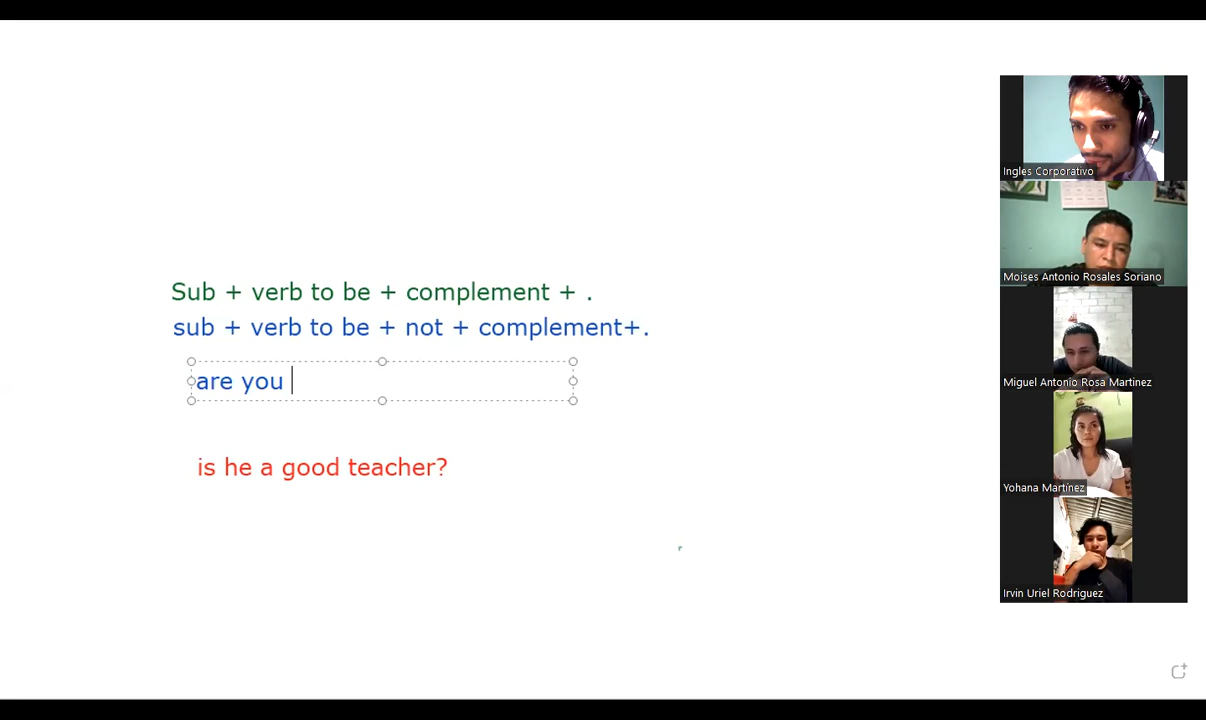 Sub + verb to be + complement + .
sub + verb to be + not + complement+.
are you
is he a good teacher?
Ingles Corporativo
Moises Antonio Rosales Soriano
Miguel Antonio Rosa Martinez
Yohana Martínez
Irvin Uriel Rodriguez